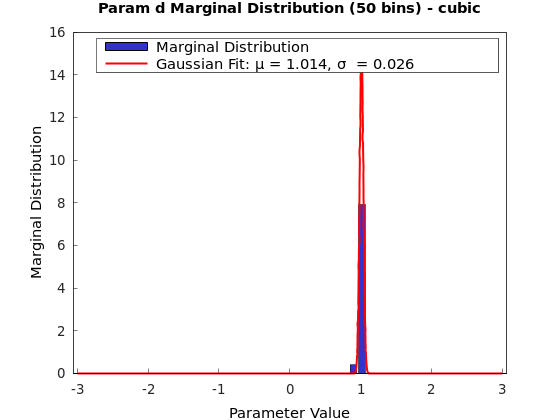 Param d Marginal Distribution (50 bins) - cubic
16
14
12
10
8
6
4
2
0
Marginal Distribution
Marginal Distribution
Gaussian Fit: μ = 1.014, σ  = 0.026
-3 -2 -1 0 1 2 3
Parameter Value